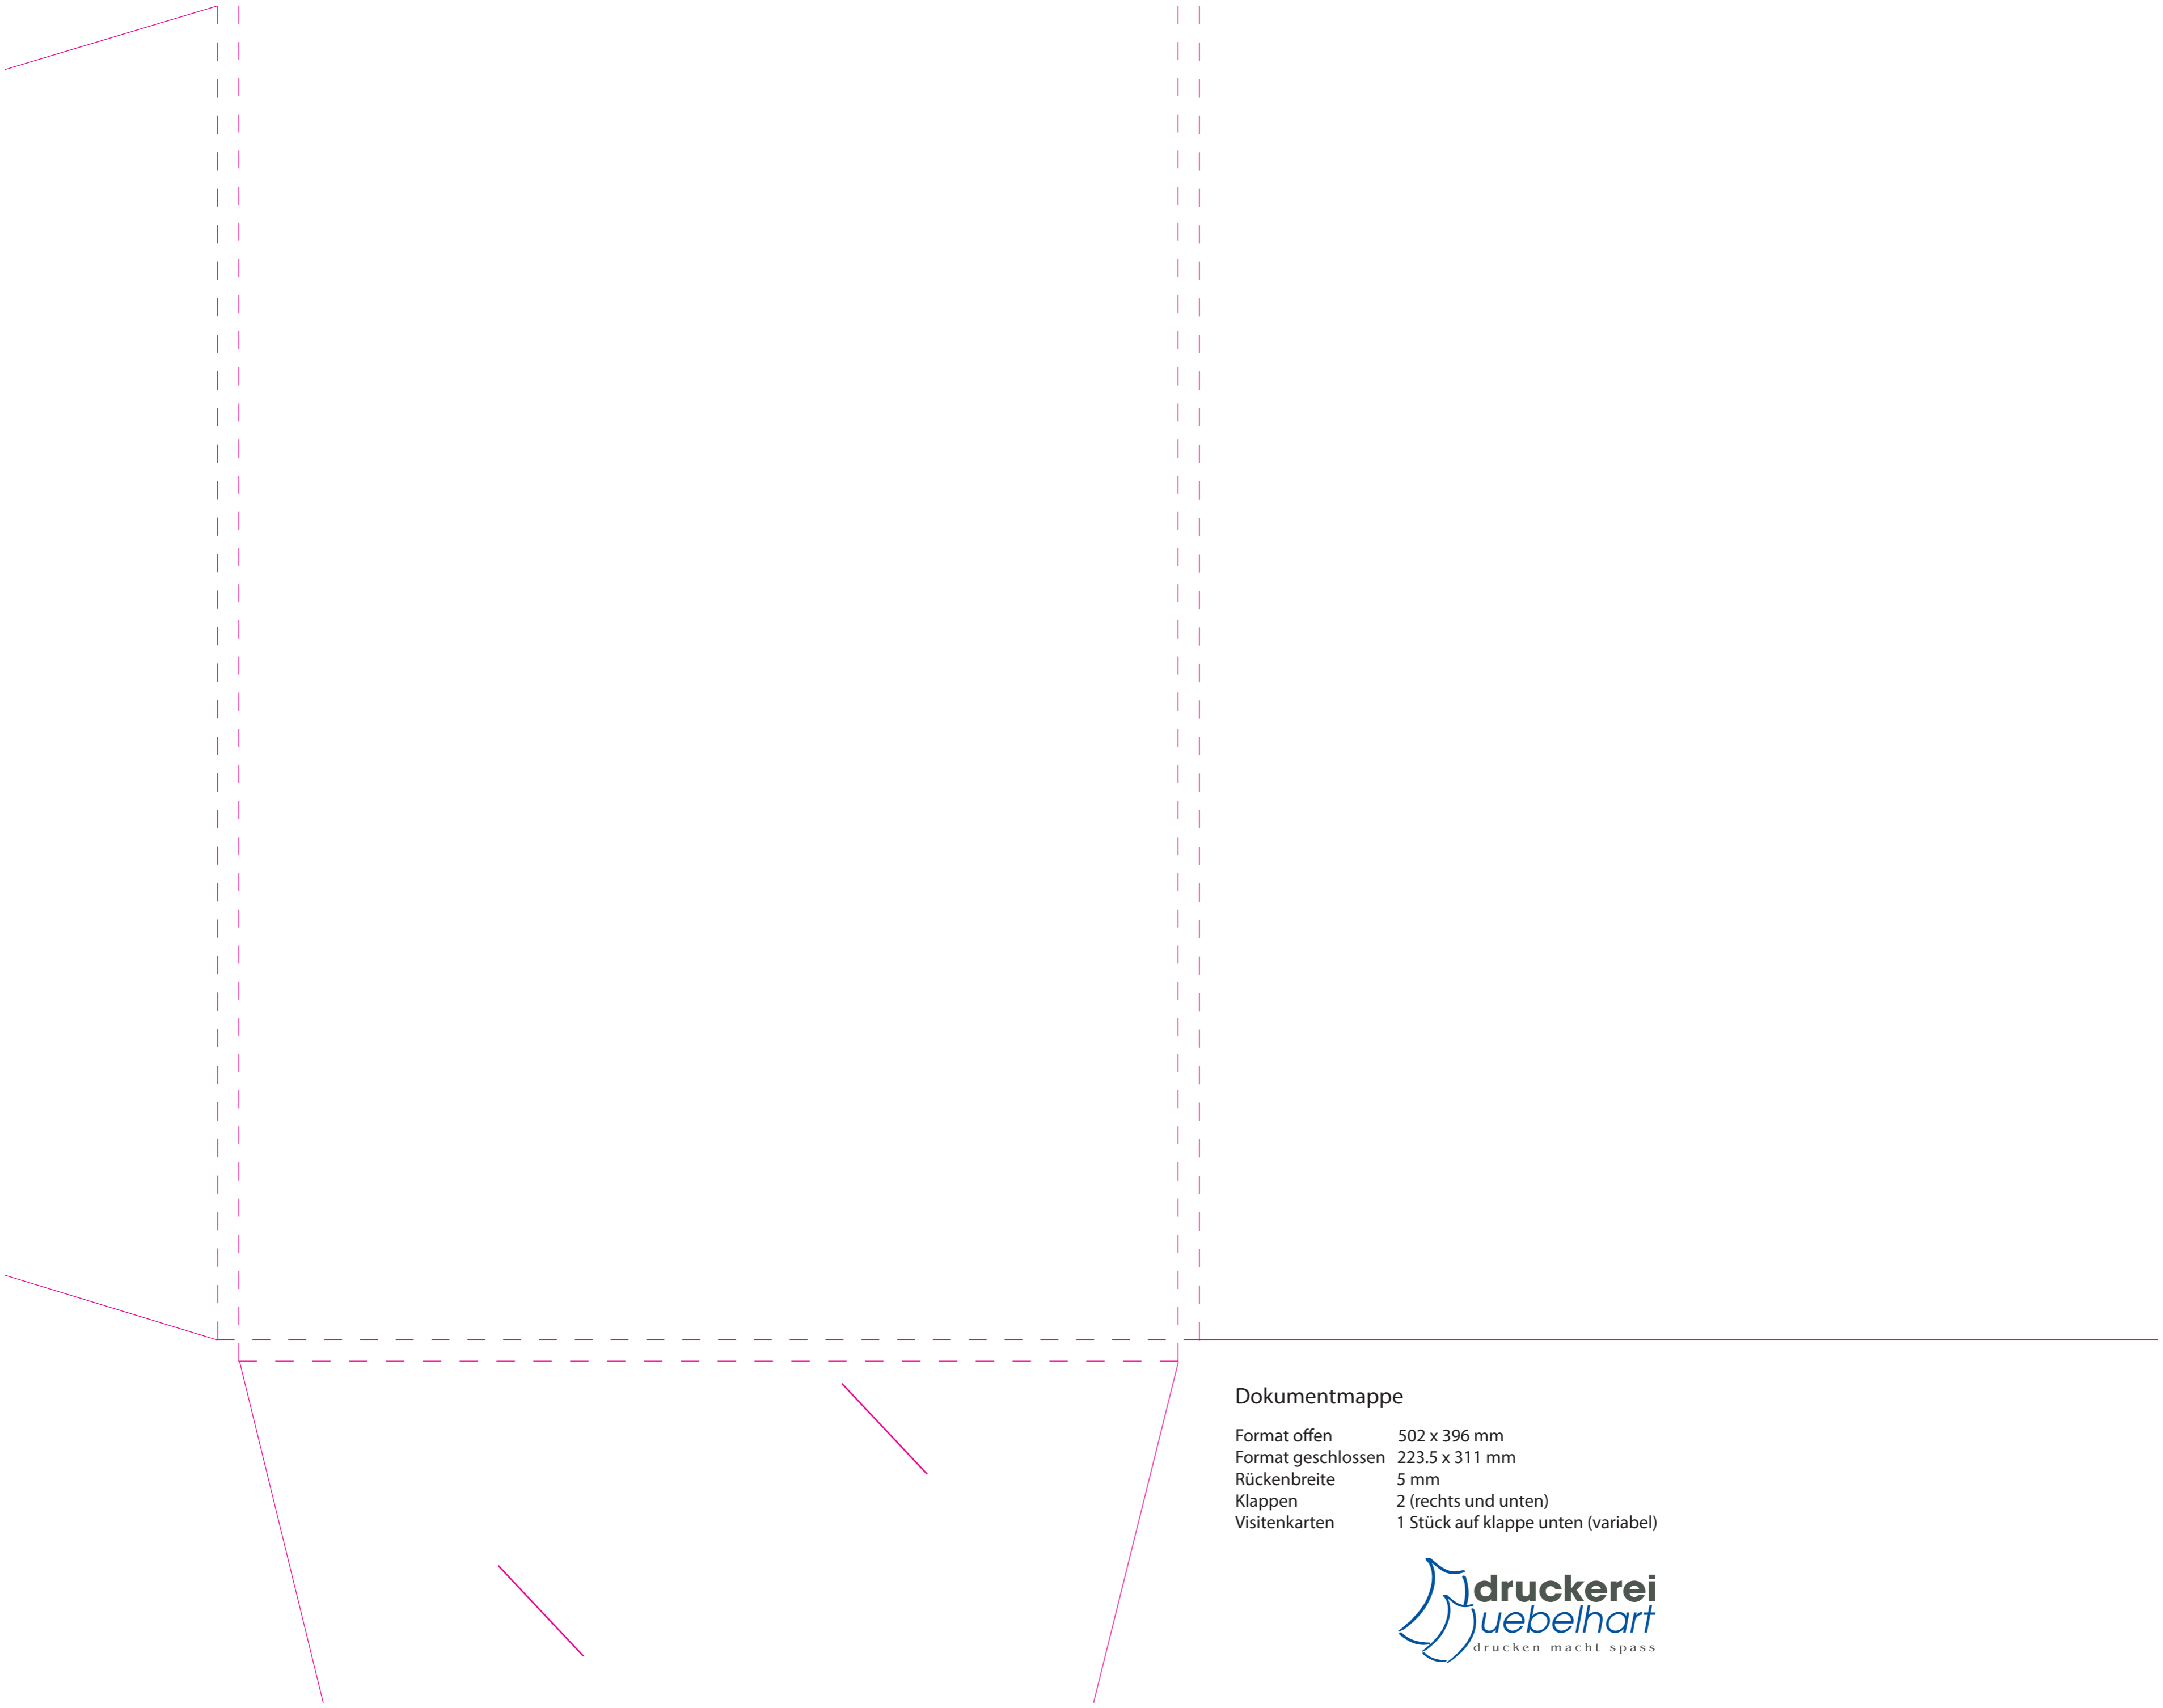 Dokumentmappe
Format offen 502 x 396 mm
Format geschlossen 223.5 x 311 mm
Rückenbreite 5 mm
Klappen 2 (rechts und unten)
Visitenkarten 1 Stück auf klappe unten (variabel)
druckerei
uebelhart
drucken macht spass